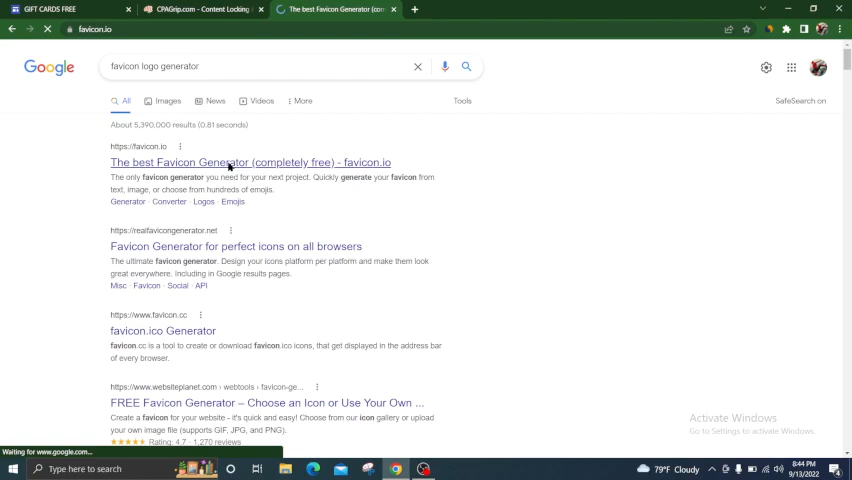 GIFT CARDS FREE
CPAGrip.com - Content Locking
The best Favicon Generator (com
favicon.io
Google
favicon logo generator
All
Images
News
Videos
More
Tools
SafeSearch on
About 5,390,000 results (0.81 seconds)
https://favicon.io
The best Favicon Generator (completely free) - favicon.io
The only favicon generator you need for your next project. Quickly generate your favicon from
text, image, or choose from hundreds of emojis.
Generator · Converter · Logos · Emojis
https://realfavicongenerator.net
Favicon Generator for perfect icons on all browsers
The ultimate favicon generator. Design your icons platform per platform and make them look
great everywhere. Including in Google results pages.
Misc · Favicon · Social · API
https://www.favicon.cc
favicon.ico Generator
favicon.cc is a tool to create or download favicon.ico icons, that get displayed in the address bar
of every browser.
https://www.websiteplanet.com › webtools › favicon-ge...
FREE Favicon Generator – Choose an Icon or Use Your Own ...
Create a favicon for your website - it's quick and easy! Choose from our icon gallery or upload
your own image file (supports GIF, JPG, and PNG).
Rating: 4.7 · 1,270 reviews
Activate Windows
Go to Settings to activate Windows.
Waiting for www.google.com...
Type here to search
79°F Cloudy
8:44 PM
9/13/2022
4